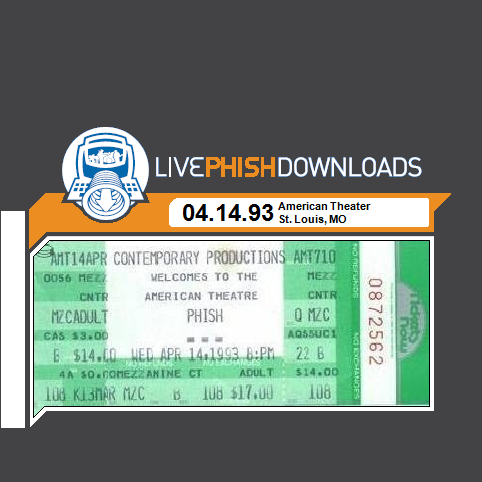 LIVEPHISHDOWNLOADS
04.14.93 American Theater
St. Louis, MO
AMT14APR CONTEMPORARY PRODUCTIONS AMT710
0056 MEZZ WELCOMES TO THE MEZZ
CNTR AMERICAN THEATRE CNTR
MZCADULT PHISH Q MZC
CAS $3.00 AQ55UC1
B $14.00 WED APR 14,1993 8:PM 22 B
4A $0.00 MEZZANINE CT ADULT $14.00
108 K13MAR MZC B 108 $17.00 108
NO REFUNDS
NO EXCHANGES
0872562
Tickets
now